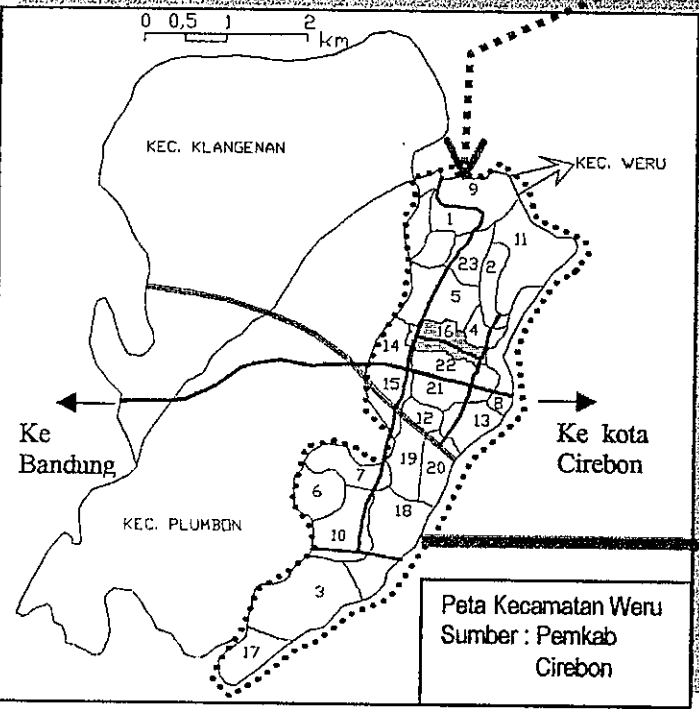 0 0,5 1 2
km
KEC. KLANGENAN
KEC. WERU
9
1
11
23
2
5
16
4
14
22
15
21
8
12
13
Ke
Bandung
Ke kota
Cirebon
19
20
7
6
18
10
KEC. PLUMBON
3
17
Peta Kecamatan Weru
Sumber : Pemkab
Cirebon